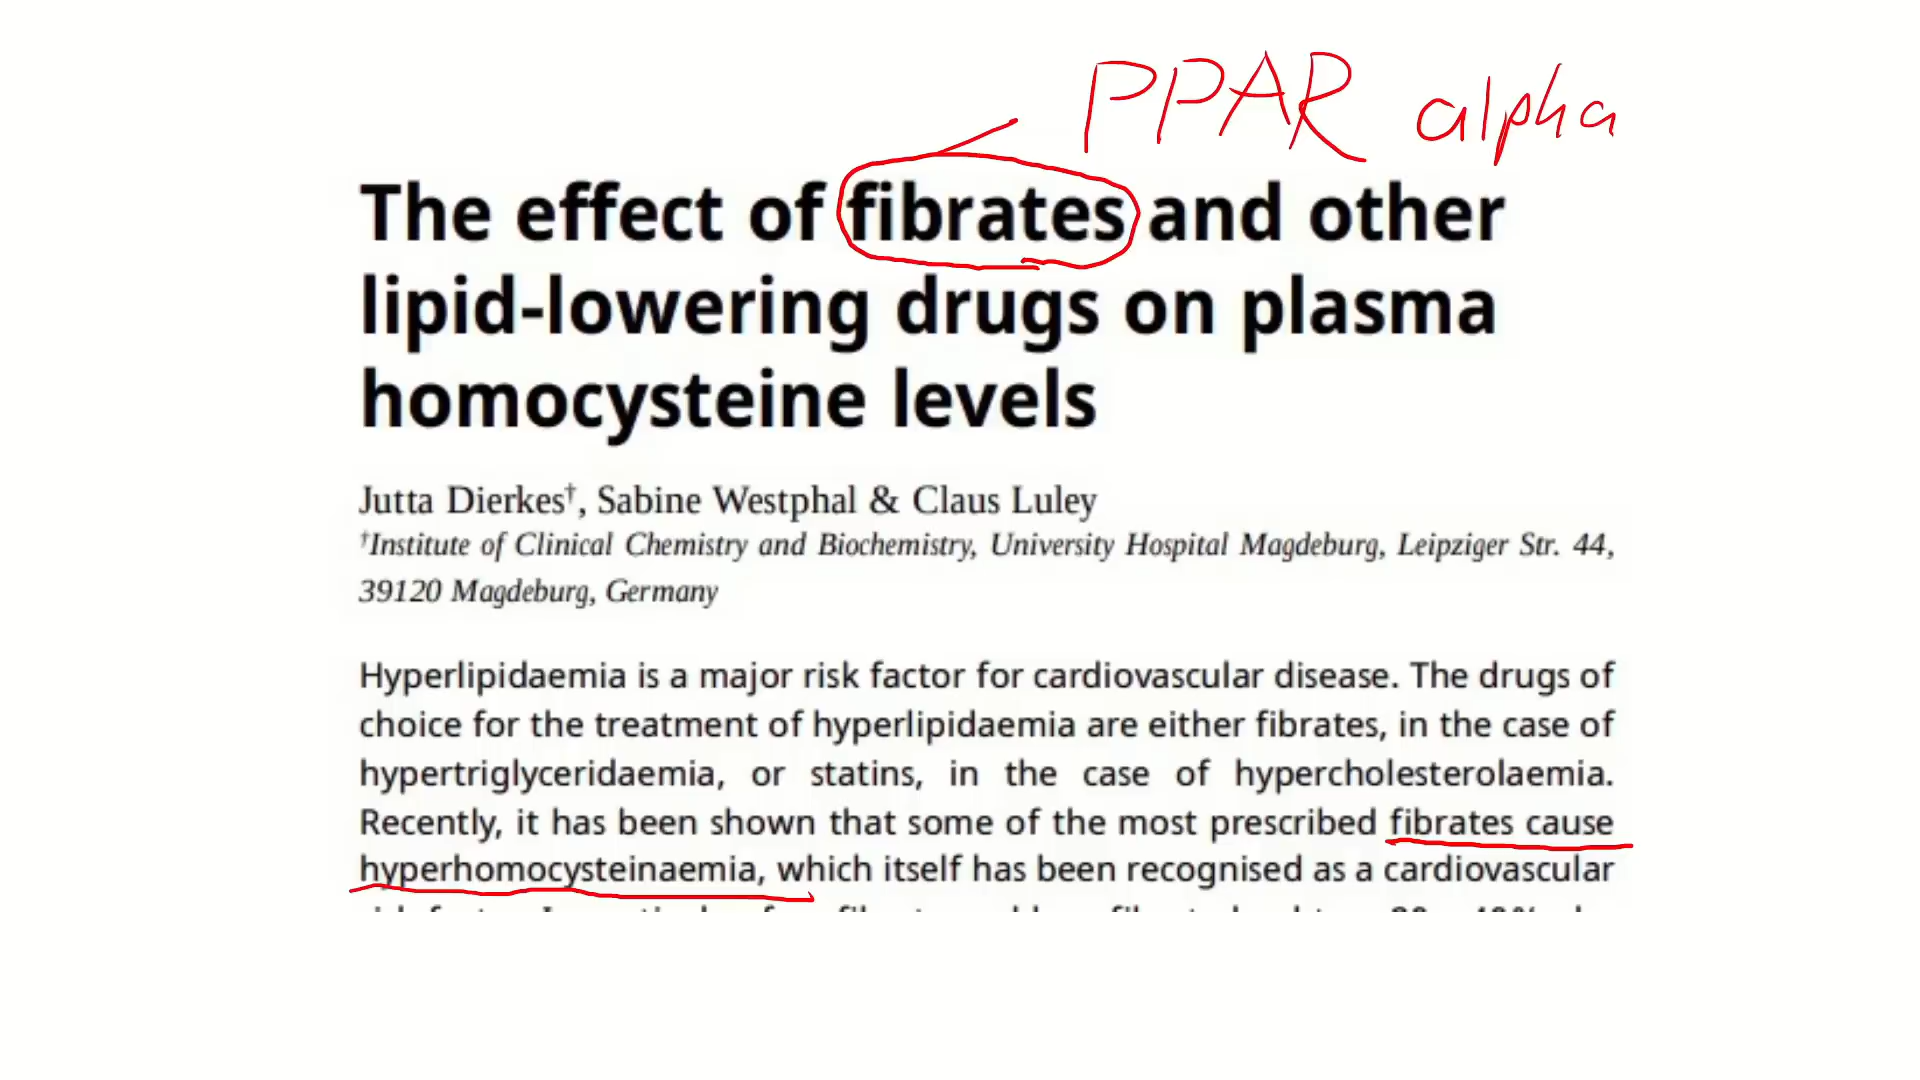 PPAR alpha
The effect of fibrates and other
lipid-lowering drugs on plasma
homocysteine levels
Jutta Dierkes†, Sabine Westphal & Claus Luley
†Institute of Clinical Chemistry and Biochemistry, University Hospital Magdeburg, Leipziger Str. 44,
39120 Magdeburg, Germany
Hyperlipidaemia is a major risk factor for cardiovascular disease. The drugs of
choice for the treatment of hyperlipidaemia are either fibrates, in the case of
hypertriglyceridaemia, or statins, in the case of hypercholesterolaemia.
Recently, it has been shown that some of the most prescribed fibrates cause
hyperhomocysteinaemia, which itself has been recognised as a cardiovascular